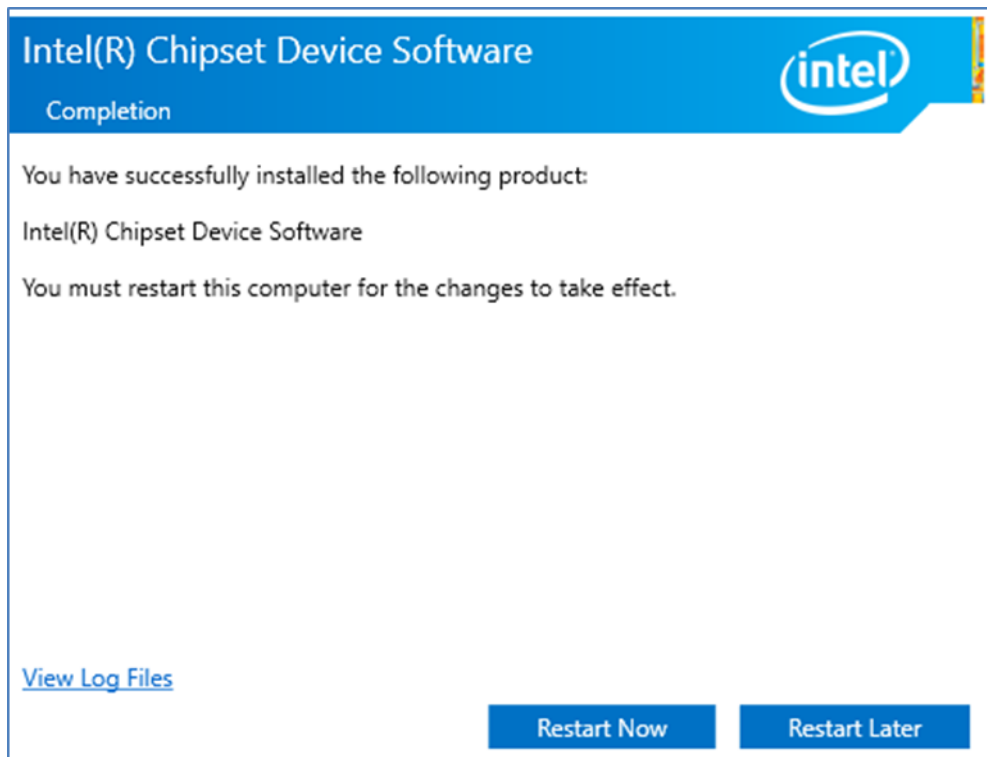 Intel(R) Chipset Device Software
intel
Completion
You have successfully installed the following product:
Intel(R) Chipset Device Software
You must restart this computer for the changes to take effect.
View Log Files
Restart Now
Restart Later